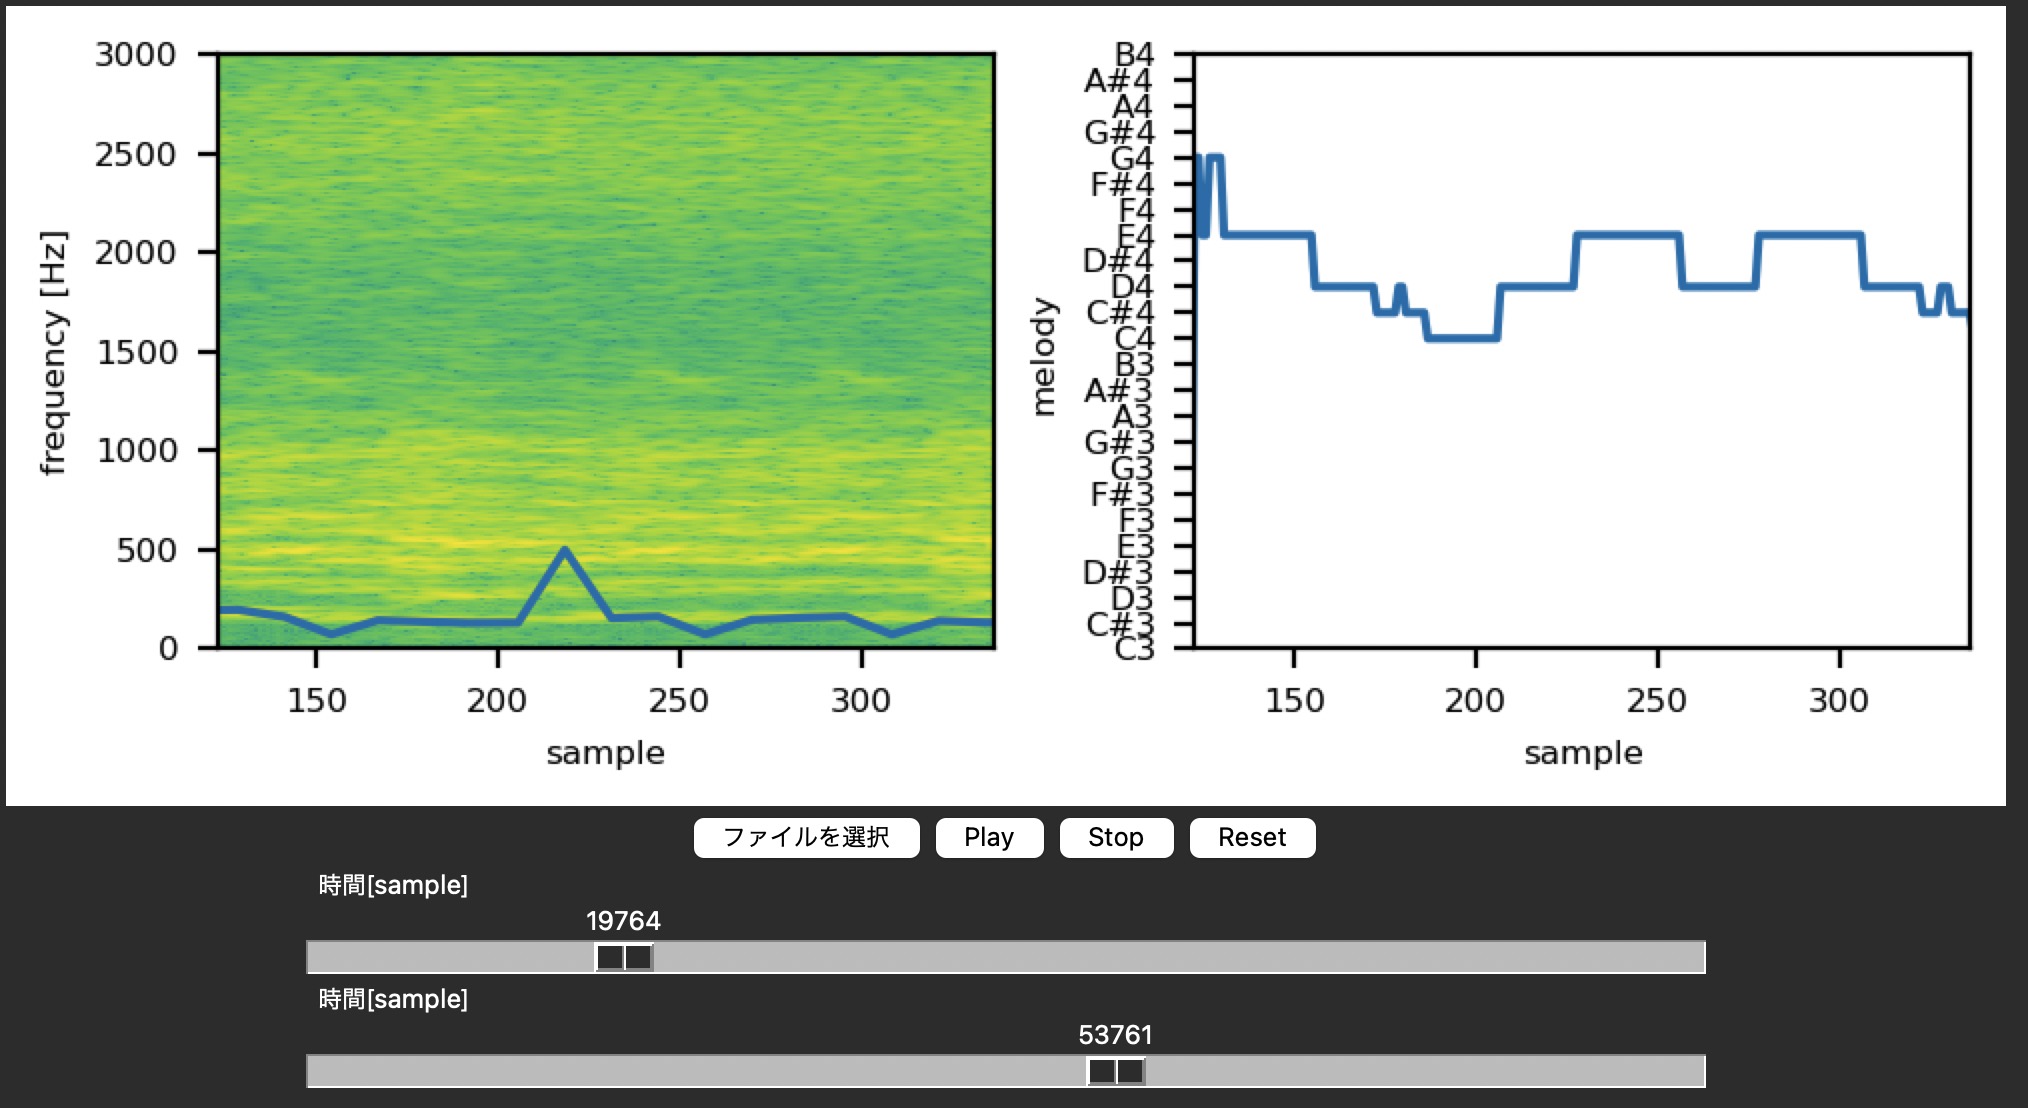 3000
2500
2000
1500
1000
500
0
frequency [Hz]
150 200 250 300
sample
B4
A#4
A4
G#4
G4
F#4
F4
E4
D#4
D4
C#4
C4
B3
A#3
A3
G#3
G3
F#3
F3
E3
D#3
D3
C#3
C3
melody
150 200 250 300
sample
ファイルを選択 Play Stop Reset
時間[sample]
19764
時間[sample]
53761